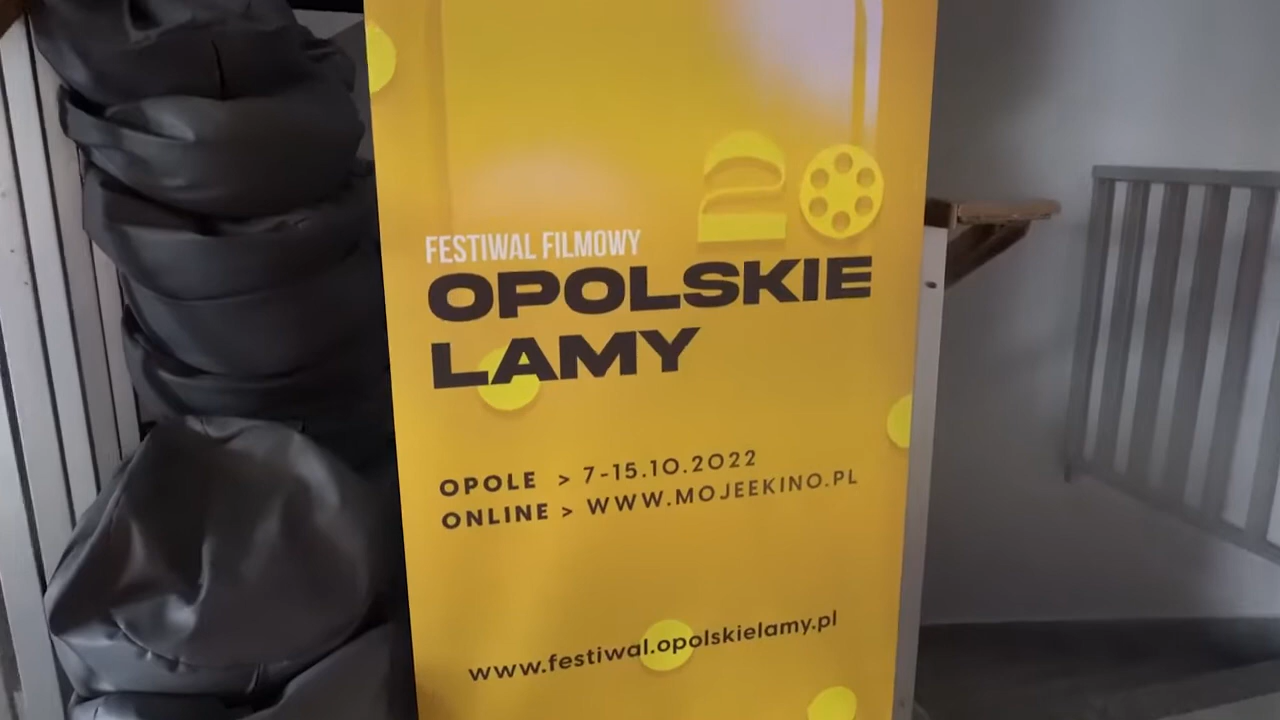 20
FESTIWAL FILMOWY
OPOLSKIE
LAMY
OPOLE > 7-15.10.2022
ONLINE > WWW.MOJEEKINO.PL
www.festiwal.opolskielamy.pl